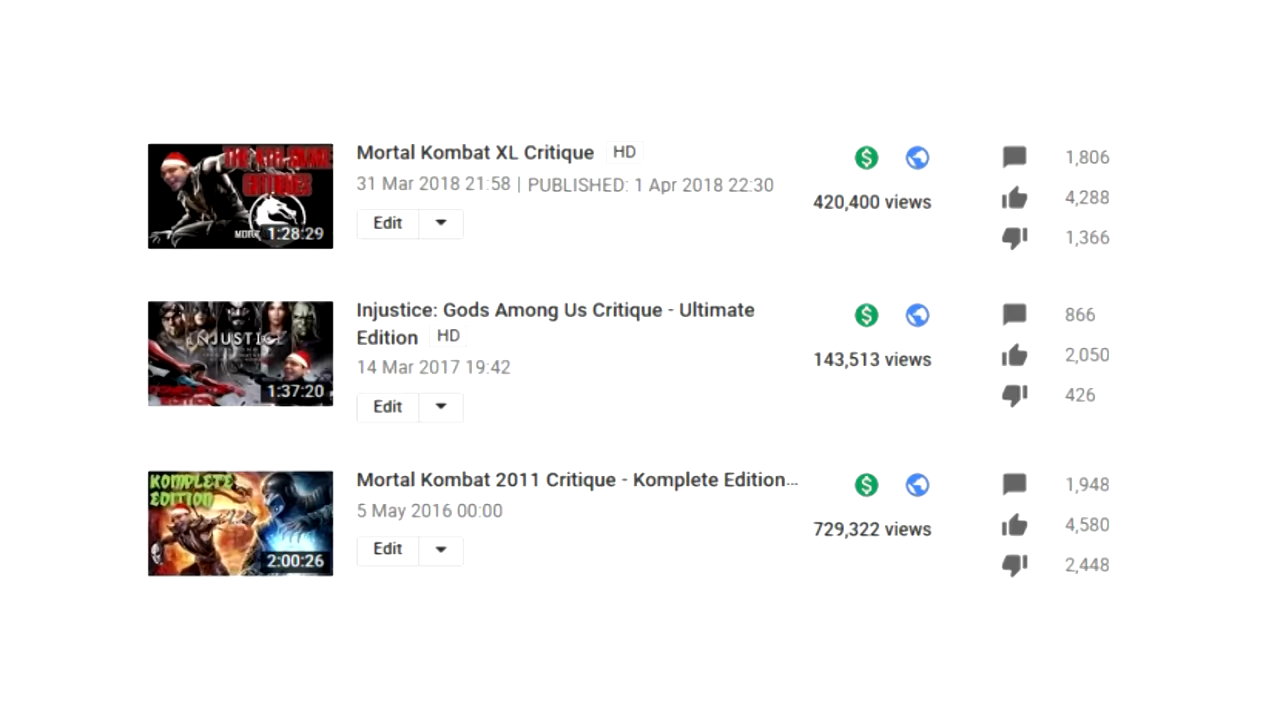 THE 4TH SNAKE
CRITIQUES
1:28:29
Mortal Kombat XL Critique HD
31 Mar 2018 21:58 | PUBLISHED: 1 Apr 2018 22:30
Edit
420,400 views
1,806
4,288
1,366
INJUSTICE
1:37:20
Injustice: Gods Among Us Critique - Ultimate
Edition HD
14 Mar 2017 19:42
Edit
143,513 views
866
2,050
426
KOMPLETE
EDITION
2:00:26
Mortal Kombat 2011 Critique - Komplete Edition...
5 May 2016 00:00
Edit
729,322 views
1,948
4,580
2,448